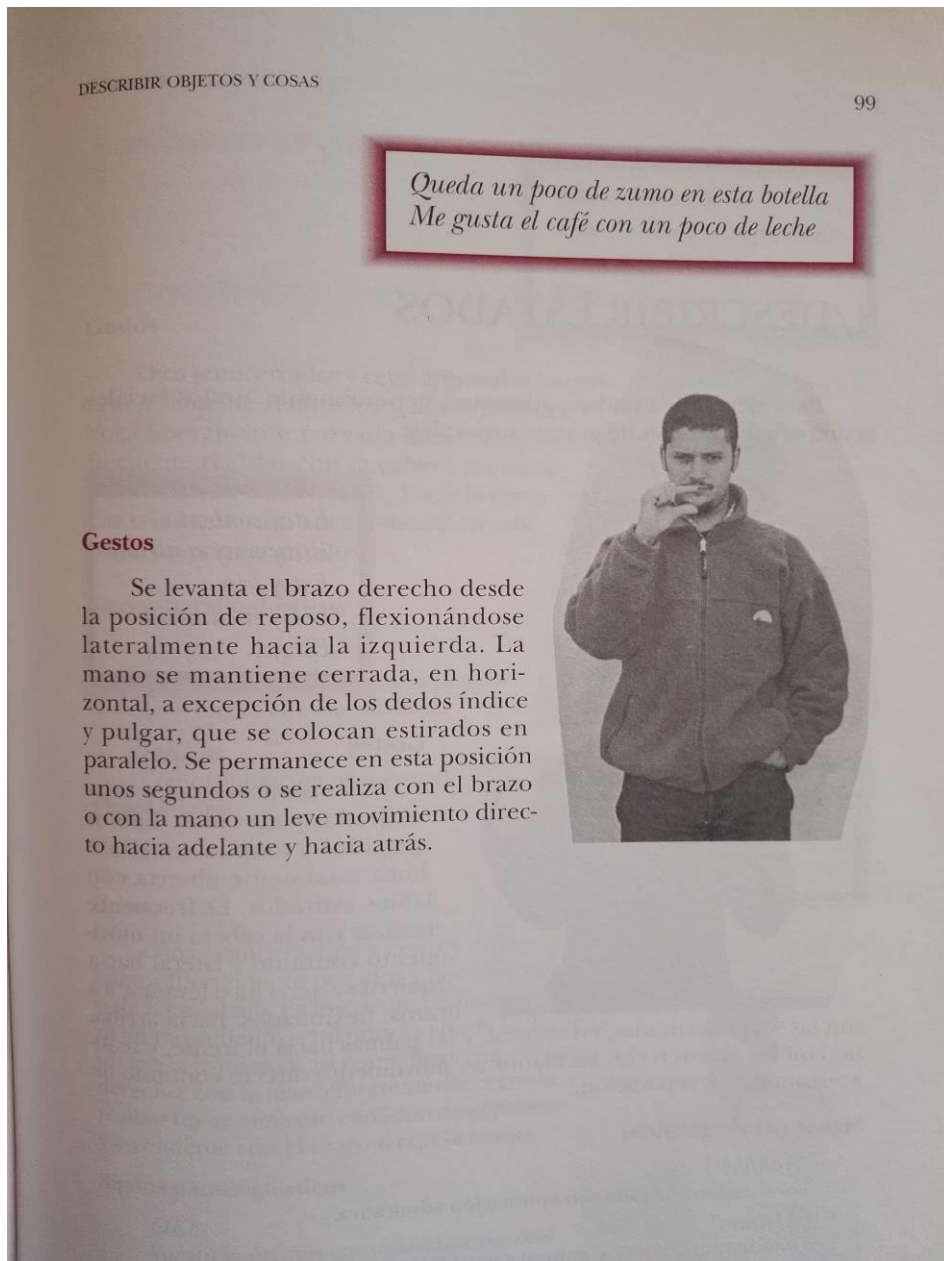 DESCRIBIR OBJETOS Y COSAS
99
Queda un poco de zumo en esta botella
Me gusta el café con un poco de leche
Gestos
Se levanta el brazo derecho desde
la posición de reposo, flexionándose
lateralmente hacia la izquierda. La
mano se mantiene cerrada, en hori-
zontal, a excepción de los dedos índice
y pulgar, que se colocan estirados en
paralelo. Se permanece en esta posición
unos segundos o se realiza con el brazo
o con la mano un leve movimiento direc-
to hacia adelante y hacia atrás.